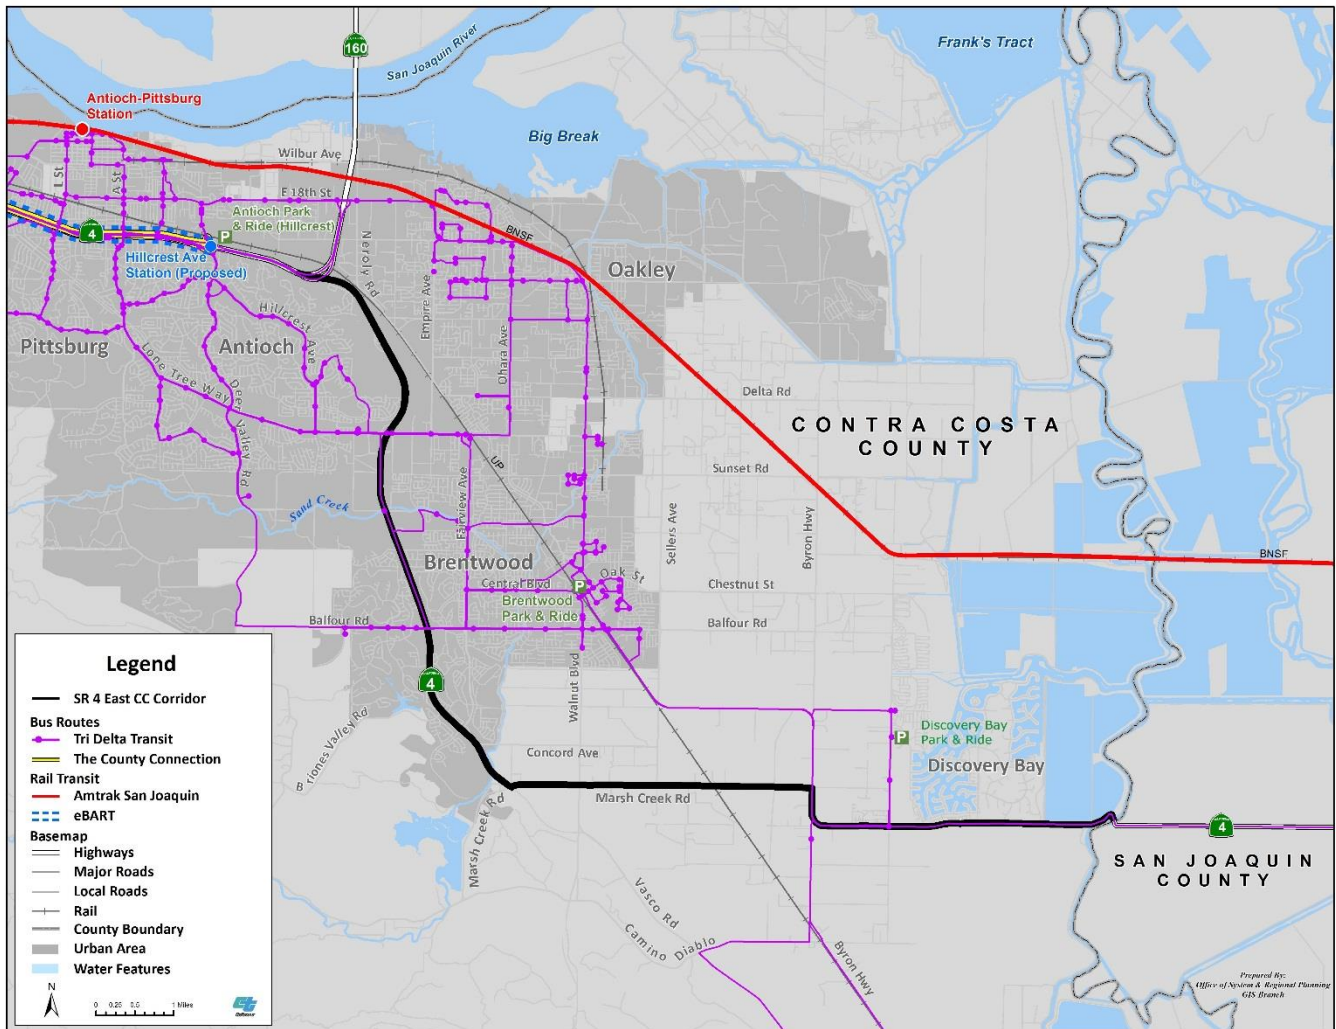 Frank's Tract
160
San Joaquin River
Antioch-Pittsburg
Station
Big Break
Wilbur Ave
L St
A St
E 18th St
Antioch Park
& Ride (Hillcrest)
P
4
BNSF
Neroly Rd
Hillcrest Ave
Station (Proposed)
Oakley
Empire Ave
Hillcrest Ave
Pittsburg
Antioch
Ohara Ave
Lone Tree Way
Deer Valley Rd
Delta Rd
CONTRA COSTA
COUNTY
UP
Sunset Rd
Fairview Ave
Sand Creek
Sellers Ave
Byron Hwy
BNSF
Brentwood
Oak St
Central Blvd
P
Chestnut St
Brentwood
Park & Ride
Balfour Rd
Balfour Rd
Legend
SR 4 East CC Corridor
Bus Routes
Tri Delta Transit
The County Connection
Rail Transit
Amtrak San Joaquin
eBART
Basemap
Highways
Major Roads
Local Roads
Rail
County Boundary
Urban Area
Water Features
N
0 0.25 0.5 1 Miles
4
Walnut Blvd
Briones Valley Rd
Discovery Bay
Park & Ride
P
Concord Ave
Discovery Bay
Marsh Creek Rd
Marsh Creek Rd
4
SAN JOAQUIN
COUNTY
Vasco Rd
Camino Diablo
Byron Hwy
Prepared By:
Office of System & Regional Planning
GIS Branch